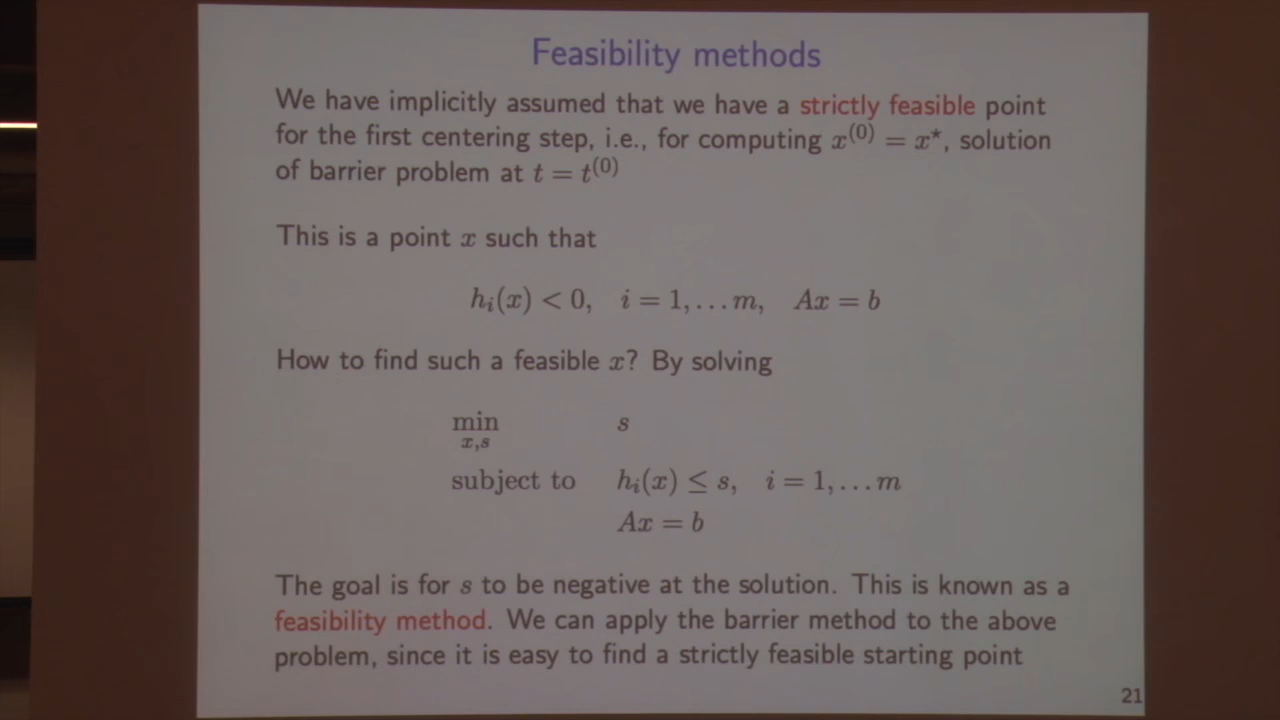 Feasibility methods
We have implicitly assumed that we have a strictly feasible point
for the first centering step, i.e., for computing x^(0) = x^⋆, solution
of barrier problem at t = t^(0)
This is a point x such that
h_i(x) < 0, i = 1, ... m, Ax = b
How to find such a feasible x? By solving
min s
x,s
subject to h_i(x) ≤ s, i = 1, ... m
Ax = b
The goal is for s to be negative at the solution. This is known as a
feasibility method. We can apply the barrier method to the above
problem, since it is easy to find a strictly feasible starting point
21